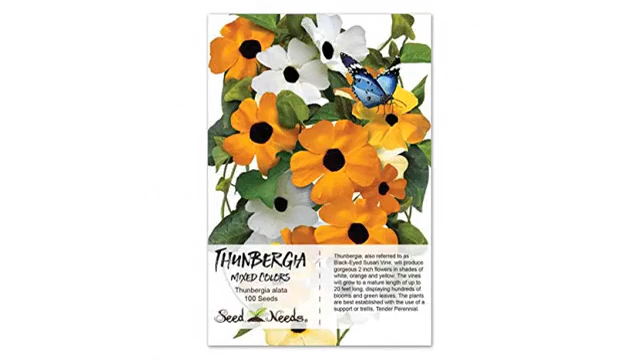 THUNBERGIA
MIXED COLORS
Thunbergia alata
100 Seeds
Seed Needs®
Thunbergia, also referred to as
Black-Eyed Susan Vine, will produce
gorgeous 2 inch flowers in shades of
white, orange and yellow. The vines
will grow to a mature length of up to
20 feet long, displaying hundreds of
blooms and green leaves. The plants
are best established with the use of a
support or trellis. Tender Perennial.